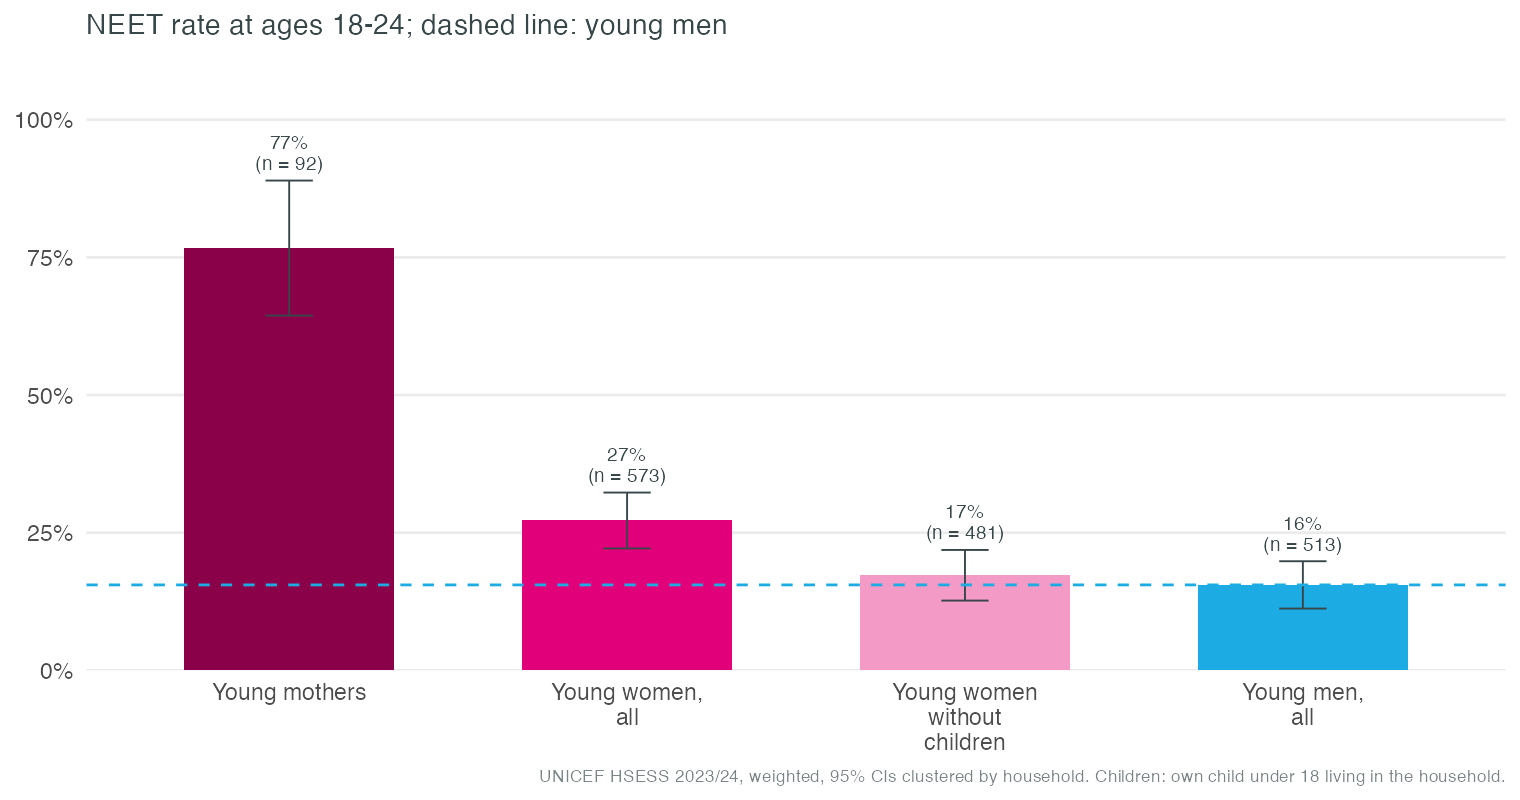 NEET rate at ages 18-24; dashed line: young men
100%
75%
50%
25%
0%
77%
(n = 92)
27%
(n = 573)
17%
(n = 481)
16%
(n = 513)
Young mothers
Young women,
all
Young women
without
children
Young men,
all
UNICEF HSESS 2023/24, weighted, 95% CIs clustered by household. Children: own child under 18 living in the household.